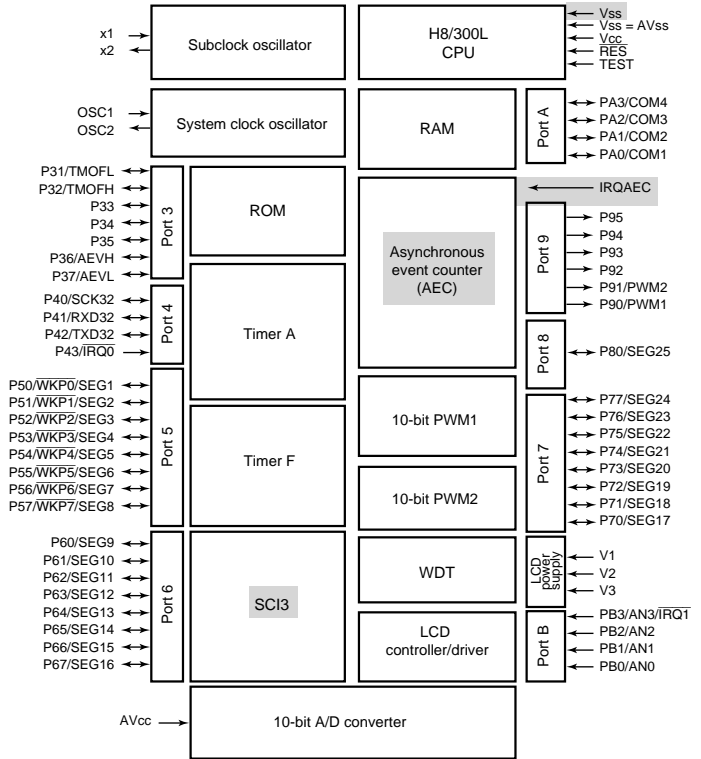 x1
x2
Subclock oscillator
H8/300L
CPU
Vss
Vss = AVss
Vcc
RES
TEST
OSC1
OSC2
System clock oscillator
RAM
Port A
PA3/COM4
PA2/COM3
PA1/COM2
PA0/COM1
P31/TMOFL
P32/TMOFH
P33
P34
P35
P36/AEVH
P37/AEVL
Port 3
ROM
Asynchronous
event counter
(AEC)
IRQAEC
Port 9
P95
P94
P93
P92
P91/PWM2
P90/PWM1
P40/SCK32
P41/RXD32
P42/TXD32
P43/IRQ0
Port 4
Timer A
Port 8
P80/SEG25
P50/WKP0/SEG1
P51/WKP1/SEG2
P52/WKP2/SEG3
P53/WKP3/SEG4
P54/WKP4/SEG5
P55/WKP5/SEG6
P56/WKP6/SEG7
P57/WKP7/SEG8
Port 5
Timer F
10-bit PWM1
10-bit PWM2
Port 7
P77/SEG24
P76/SEG23
P75/SEG22
P74/SEG21
P73/SEG20
P72/SEG19
P71/SEG18
P70/SEG17
P60/SEG9
P61/SEG10
P62/SEG11
P63/SEG12
P64/SEG13
P65/SEG14
P66/SEG15
P67/SEG16
Port 6
SCI3
WDT
LCD
power
supply
V1
V2
V3
LCD
controller/driver
Port B
PB3/AN3/IRQ1
PB2/AN2
PB1/AN1
PB0/AN0
AVcc
10-bit A/D converter